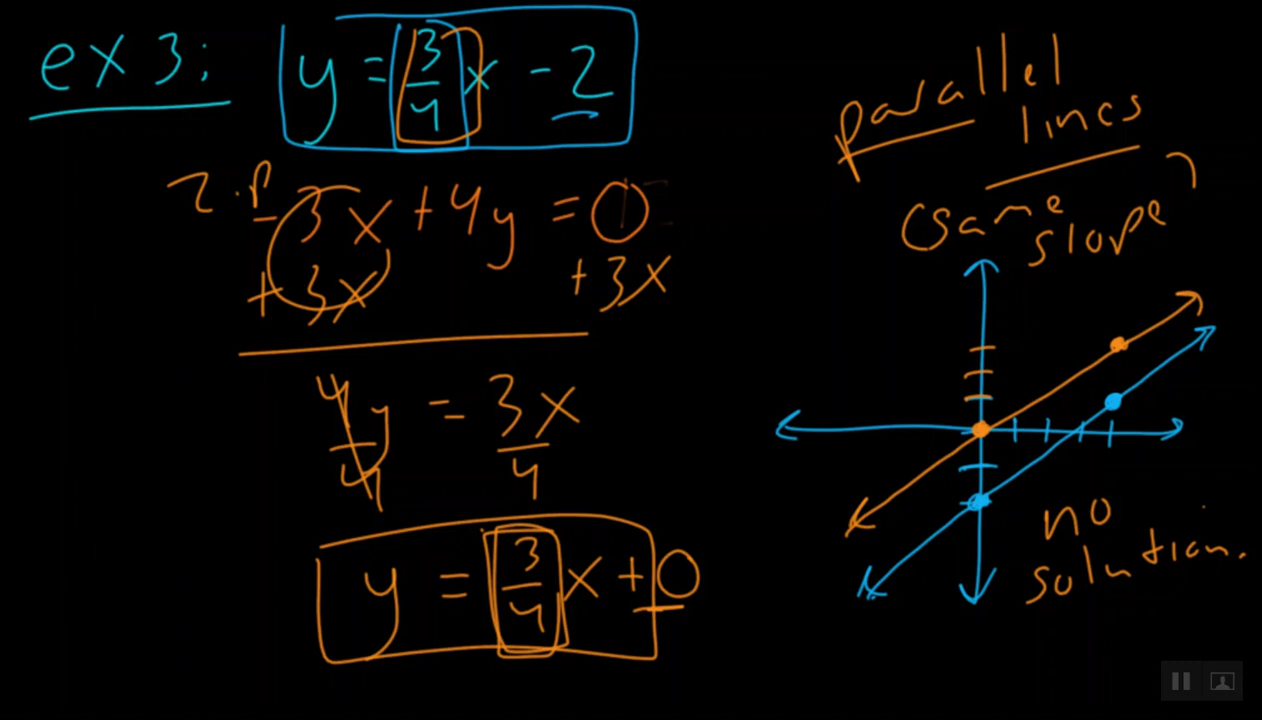 ex 3:
y = 3/4 x - 2
-3x + 4y = 0
+3x +3x
4y/4 = 3x/4
y = 3/4 x + 0
parallel
lines
(same
slope)
no
solution.